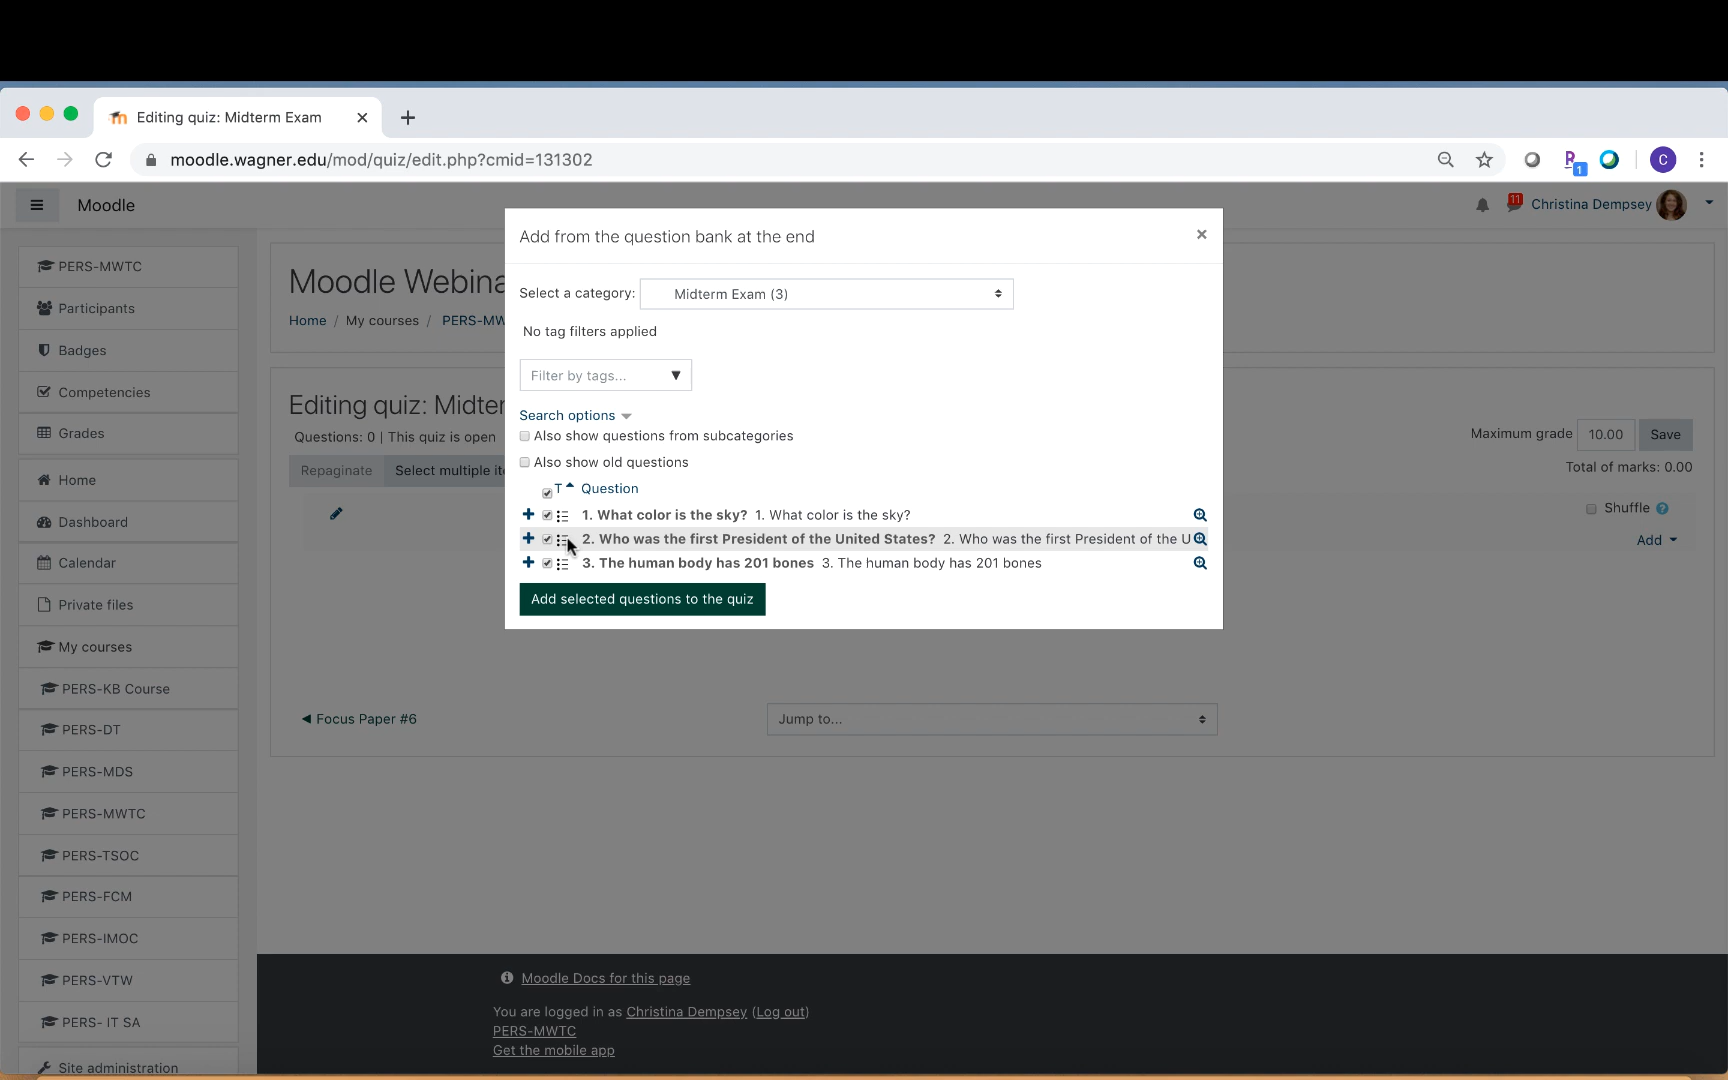 Editing quiz: Midterm Exam
moodle.wagner.edu/mod/quiz/edit.php?cmid=131302
1
C
Moodle
11
Christina Dempsey
PERS-MWTC
Participants
Badges
Competencies
Grades
Home
Dashboard
Calendar
Private files
My courses
PERS-KB Course
PERS-DT
PERS-MDS
PERS-MWTC
PERS-TSOC
PERS-FCM
PERS-IMOC
PERS-VTW
PERS- IT SA
Site administration
Moodle Webina
Home / My courses / PERS-MW
Editing quiz: Midter
Questions: 0 | This quiz is open
Repaginate Select multiple ite
Maximum grade 10.00 Save
Total of marks: 0.00
Shuffle
Add
Add from the question bank at the end
Select a category: Midterm Exam (3)
No tag filters applied
Filter by tags...
Search options
Also show questions from subcategories
Also show old questions
T Question
1. What color is the sky? 1. What color is the sky?
2. Who was the first President of the United States? 2. Who was the first President of the U
3. The human body has 201 bones 3. The human body has 201 bones
Add selected questions to the quiz
◀ Focus Paper #6
Jump to...
Moodle Docs for this page
You are logged in as Christina Dempsey (Log out)
PERS-MWTC
Get the mobile app